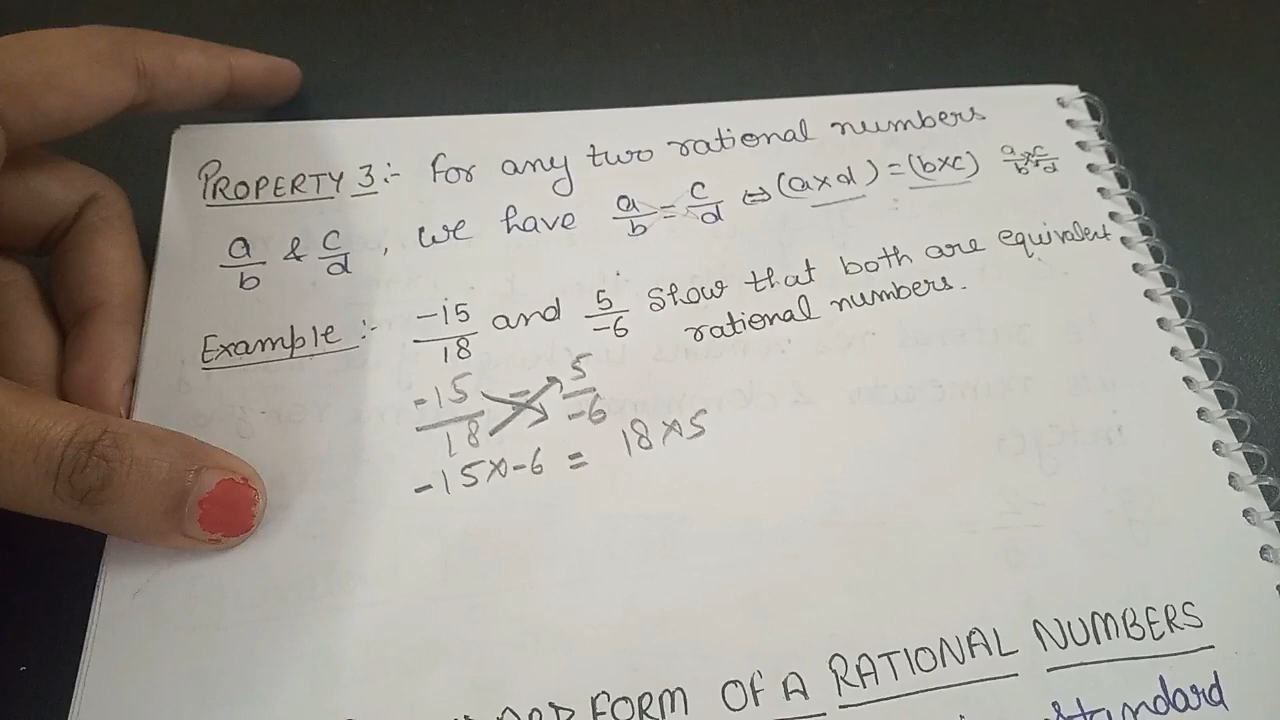 PROPERTY 3:- For any two rational numbers
a/b & c/d, we have a/b = c/d ⇔ (a×d) = (b×c) a/b × c/d
Example:- -15/18 and 5/-6 show that both are equivalent
rational numbers.
-15/18 = 5/-6
-15×-6 = 18×5
FORM OF A RATIONAL NUMBERS
standard